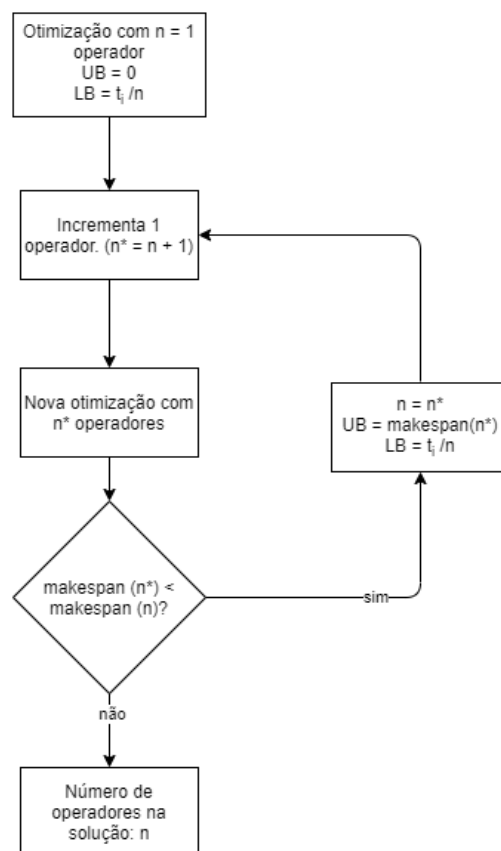 Otimização com n = 1
operador
UB = 0
LB = tᵢ /n
Incrementa 1
operador. (n* = n + 1)
Nova otimização com
n* operadores
n = n*
UB = makespan(n*)
LB = tᵢ /n
makespan (n*) <
makespan (n)?
sim
não
Número de
operadores na
solução: n